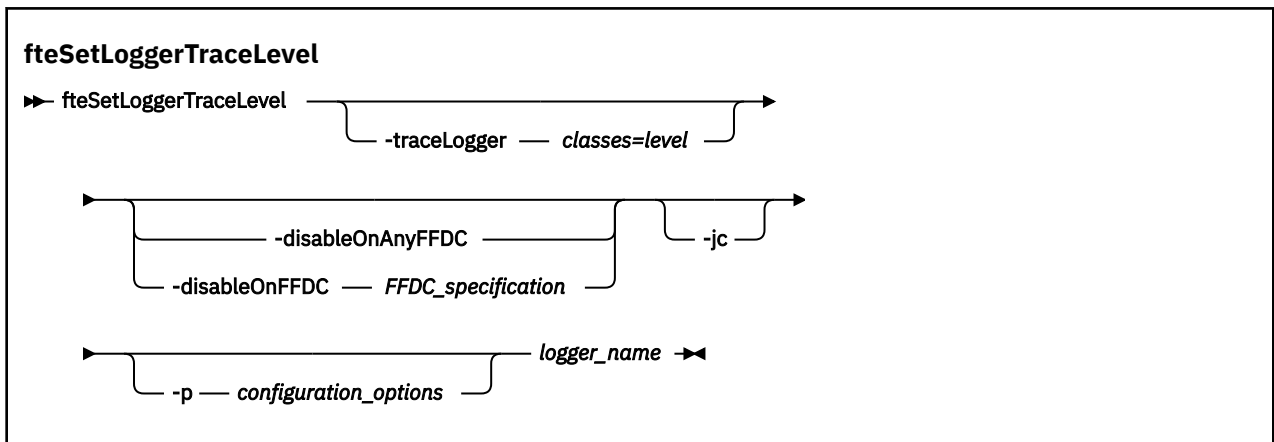 fteSetLoggerTraceLevel
fteSetLoggerTraceLevel
-traceLogger classes=level
-disableOnAnyFFDC
-jc
-disableOnFFDC FFDC_specification
logger_name
-p configuration_options